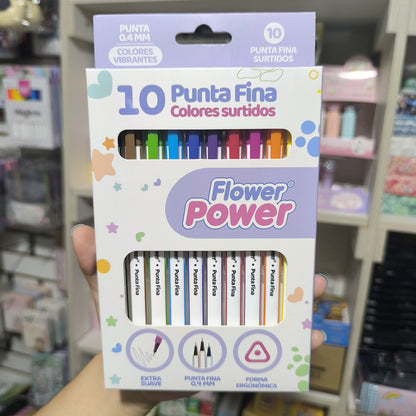 PUNTA
0.4 MM
COLORES
VIBRANTES
10
PUNTA FINA
SURTIDOS
10 Punta Fina
Colores surtidos
Flower
Power
Punta Fina
Punta Fina
Punta Fina
Punta Fina
Punta Fina
Punta Fina
Punta Fina
Punta Fina
EXTRA
SUAVE
PUNTA FINA
0.4 MM
FORMA
ERGONÓMICA